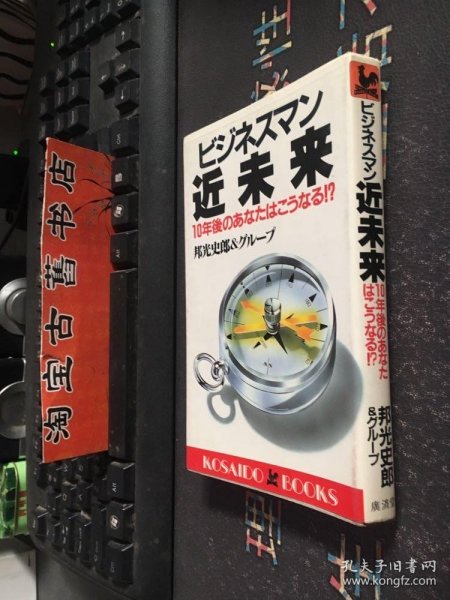 淘宝古舊书店
ビジネスマン
近未来
10年後のあなたはこうなる!?
邦光史郎&グループ
KOSAIDO BOOKS
ビジネスマン
近未来
10年後のあなた
はこうなる!?
邦光史郎
&グループ
廣済堂
孔夫子旧书网
www.kongfz.com